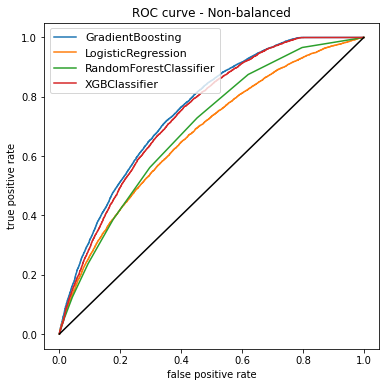 ROC curve - Non-balanced
GradientBoosting
LogisticRegression
RandomForestClassifier
XGBClassifier
true positive rate
1.0
0.8
0.6
0.4
0.2
0.0
0.0
0.2
0.4
0.6
0.8
1.0
false positive rate